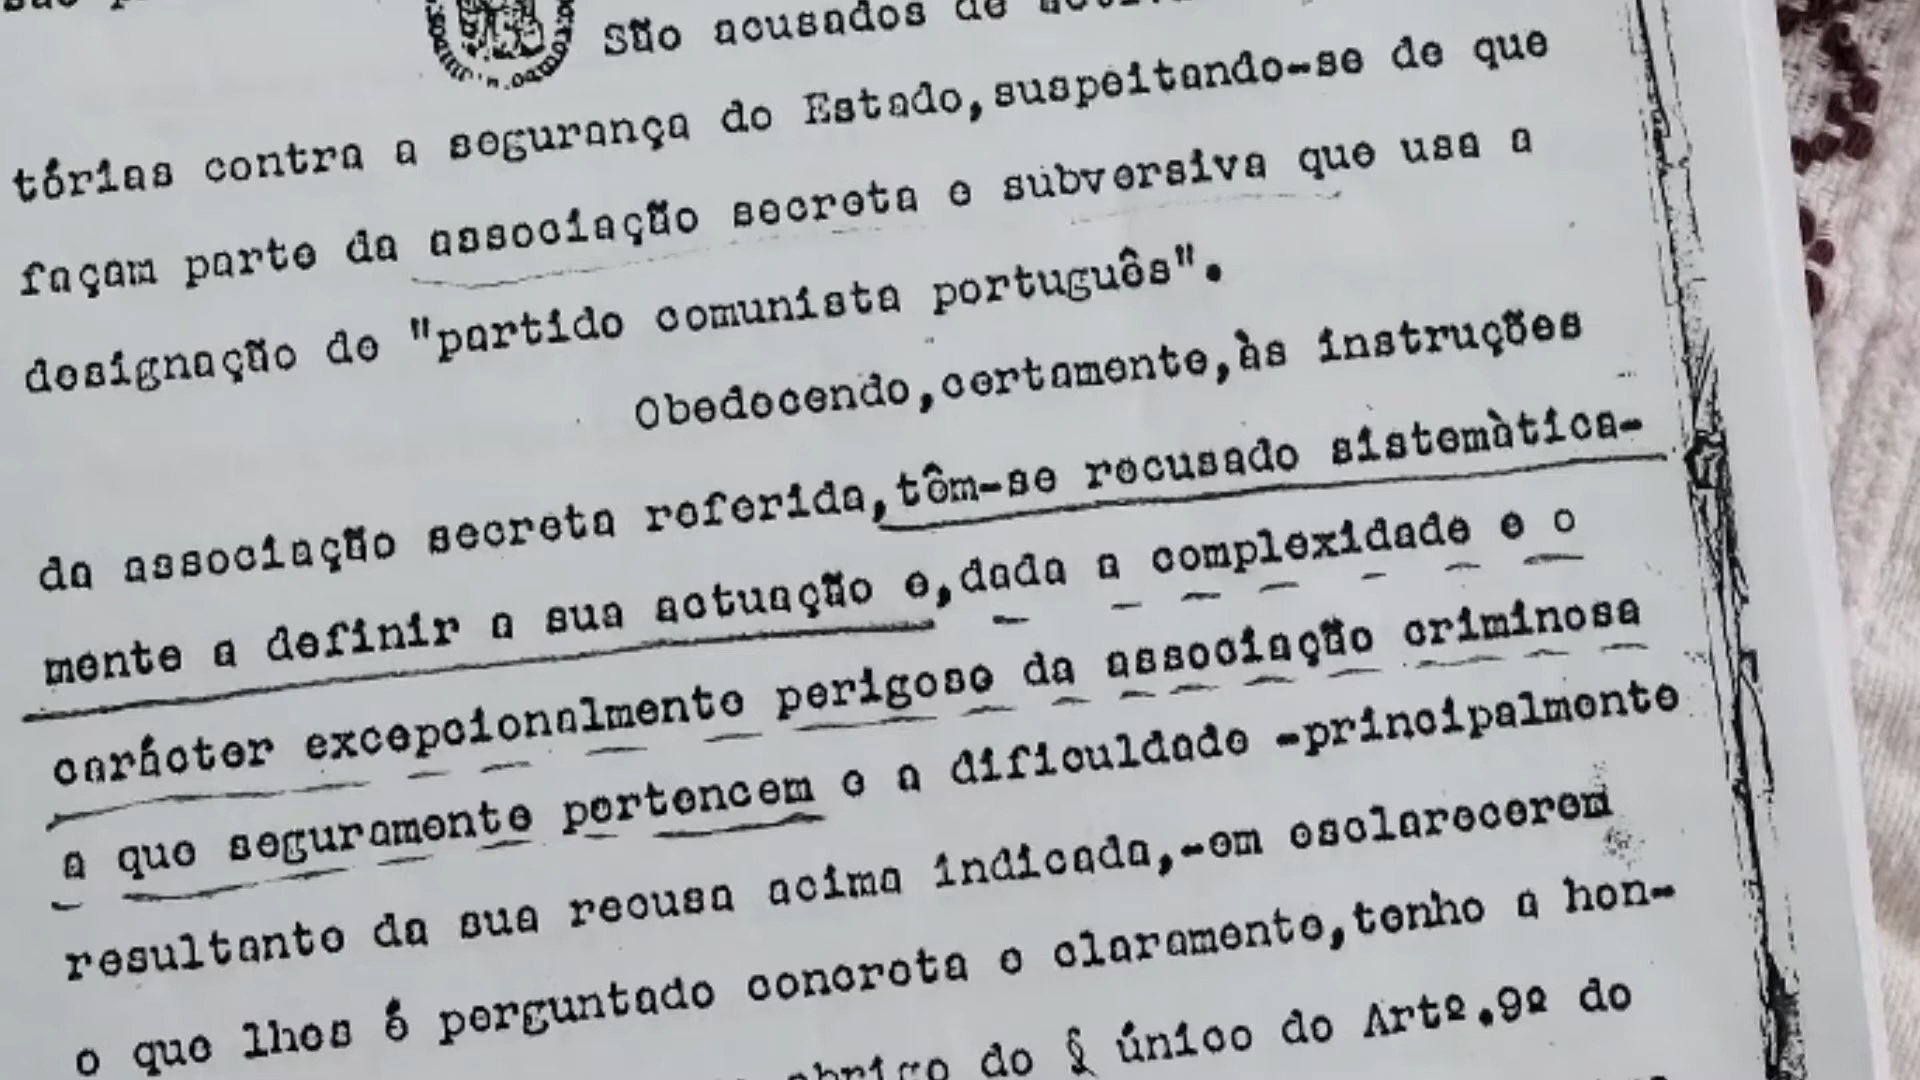 São acusados de
tórias contra a segurança do Estado,suspeitando-se de que
façam parte da associação secreta e subversiva que usa a
designação de "partido comunista português".
Obedecendo,certamente,às instruções
da associação secreta referida,têm-se recusado sistemàtica-
mente a definir a sua actuação e,dada a complexidade e o
carácter excepcionalmente perigoso da associação criminosa
a que seguramente pertencem e a dificuldade -principalmente
resultante da sua recusa acima indicada,-em esclarecerem
o que lhes é perguntado concreta e claramente,tenho a hon-
abrigo do § único do Artº.9º do